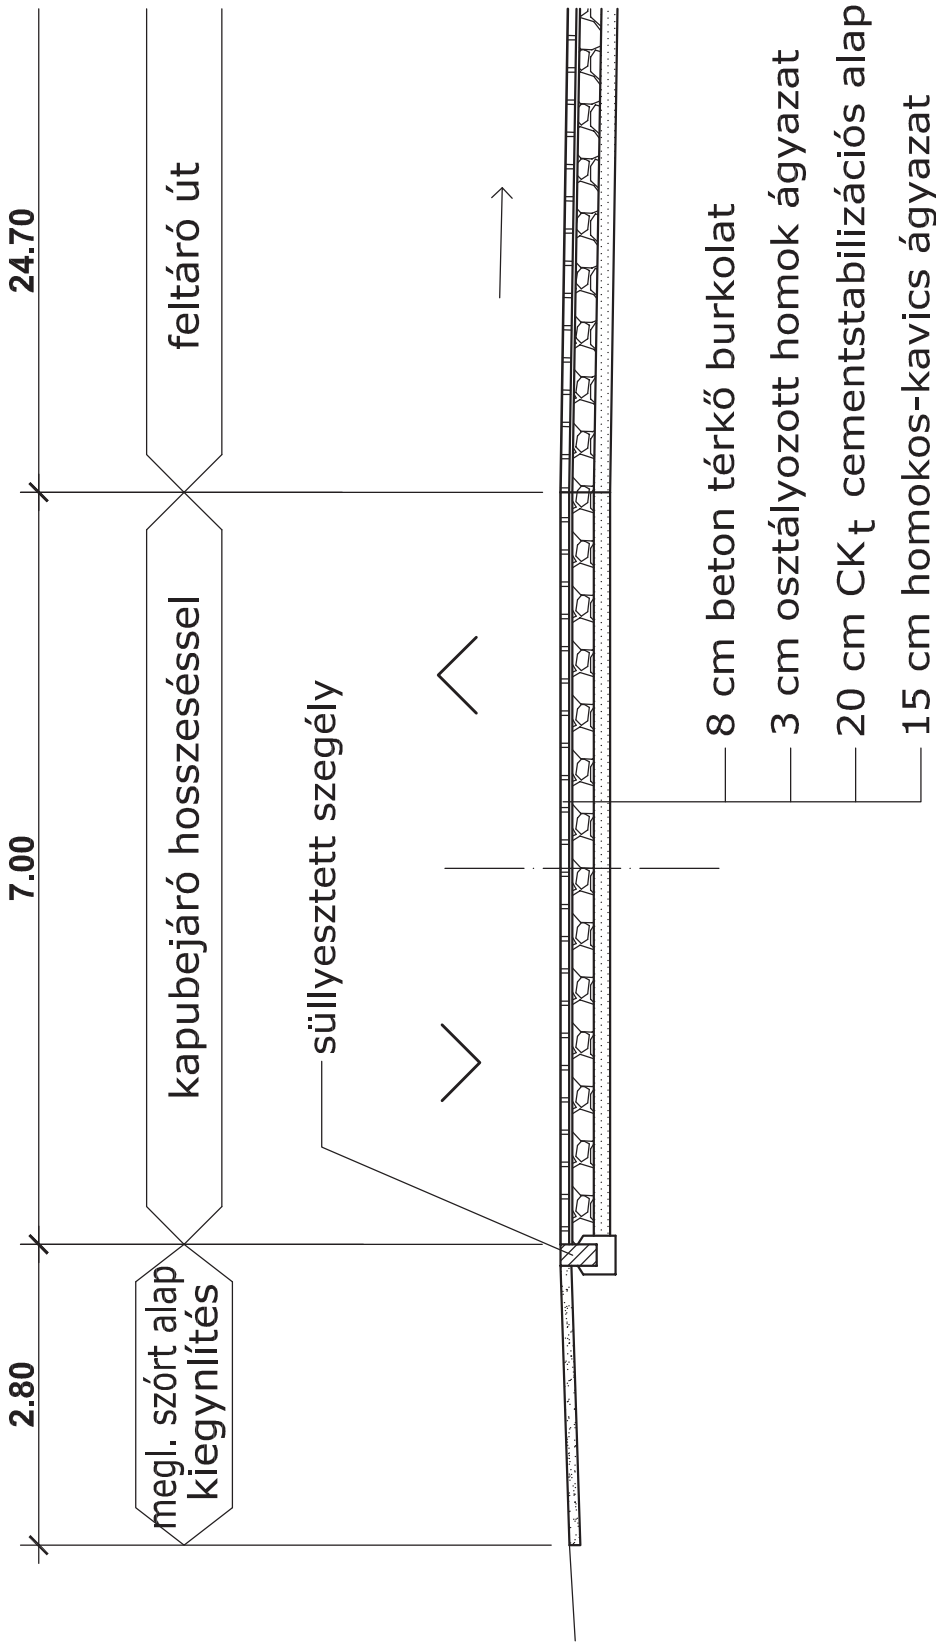 2.80
7.00
24.70
megl. szórt alap
kiegynlítés
kapubejáró hosszeséssel
feltáró út
süllyesztett szegély
8 cm beton térkő burkolat
3 cm osztályozott homok ágyazat
20 cm CKt cementstabilizációs alap
15 cm homokos-kavics ágyazat